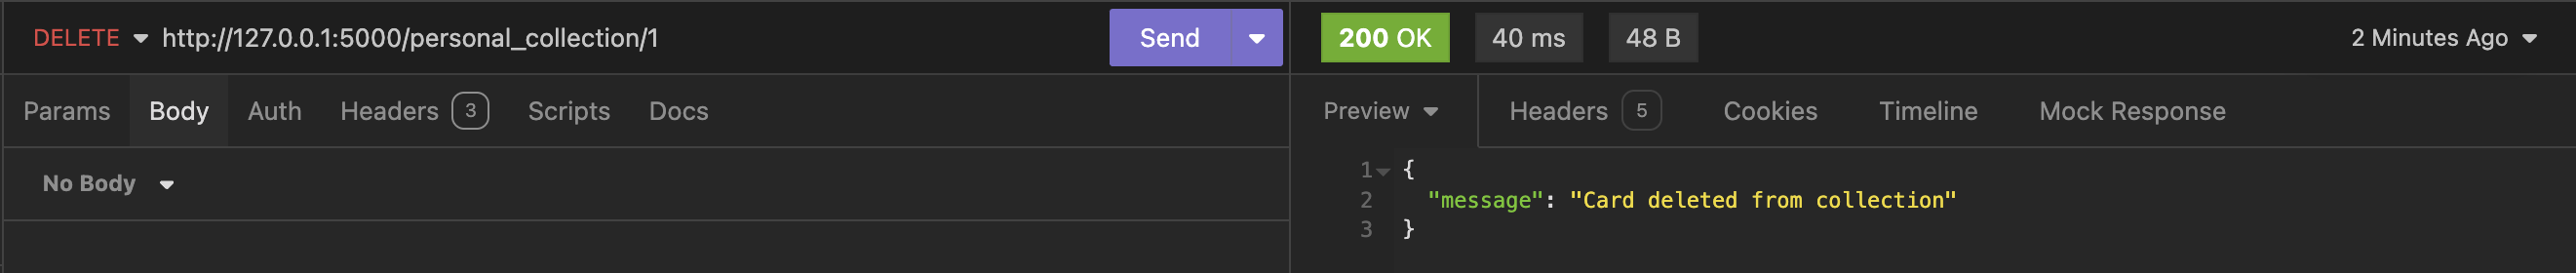 DELETE http://127.0.0.1:5000/personal_collection/1 Send
200 OK 40 ms 48 B 2 Minutes Ago
Params Body Auth Headers 3 Scripts Docs
Preview Headers 5 Cookies Timeline Mock Response
No Body
1 {
2 "message": "Card deleted from collection"
3 }